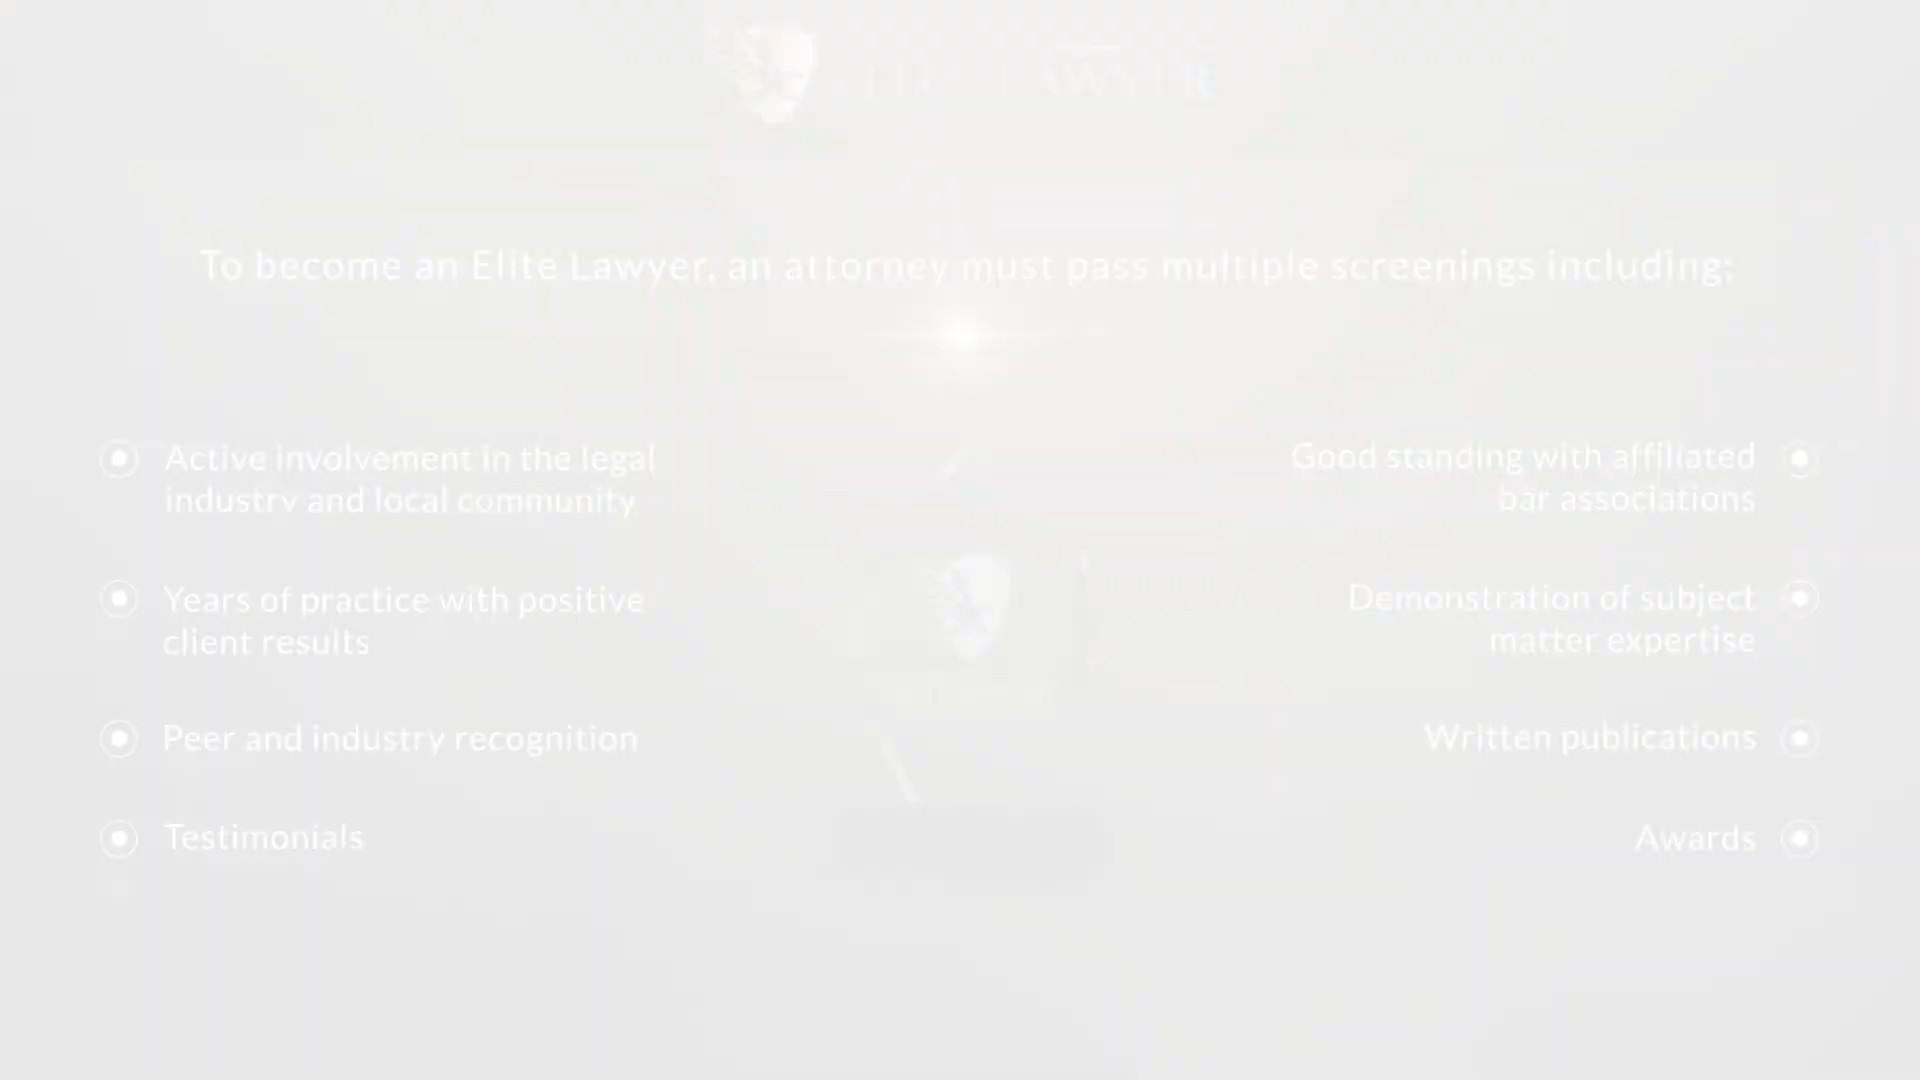 ELITE LAWYER
To become an Elite Lawyer, an attorney must pass multiple screenings including:
Active involvement in the legal
industry and local community
Years of practice with positive
client results
Peer and industry recognition
Testimonials
Good standing with affiliated
bar associations
Demonstration of subject
matter expertise
Written publications
Awards